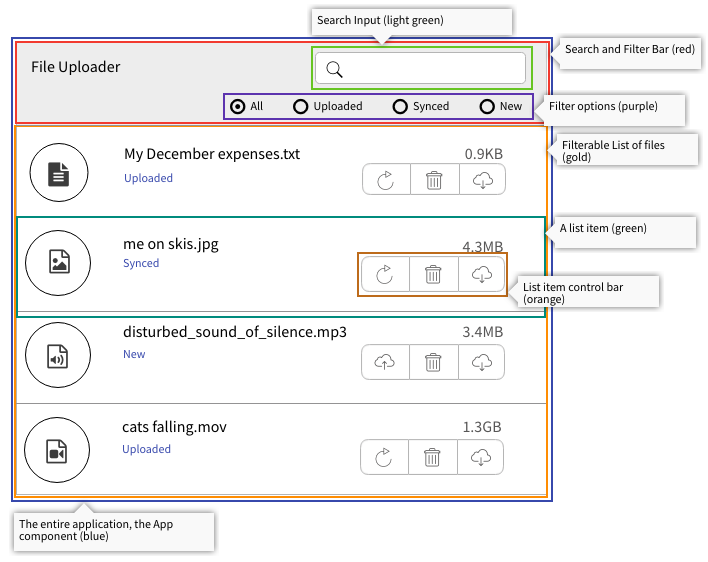 Search Input (light green)
Search and Filter Bar (red)
File Uploader
All
Uploaded
Synced
New
Filter options (purple)
Filterable List of files
(gold)
My December expenses.txt
0.9KB
Uploaded
A list item (green)
me on skis.jpg
4.3MB
Synced
List item control bar
(orange)
disturbed_sound_of_silence.mp3
3.4MB
New
cats falling.mov
1.3GB
Uploaded
The entire application, the App
component (blue)